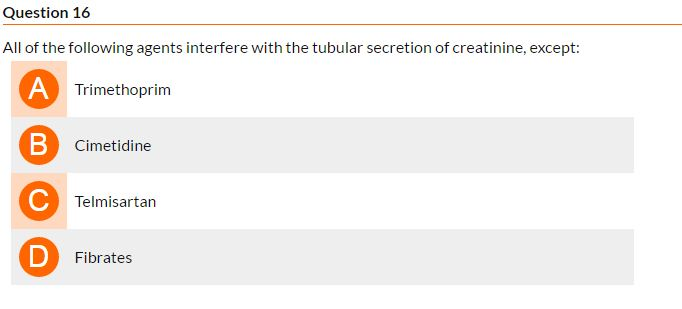 Question 16
All of the following agents interfere with the tubular secretion of creatinine, except:
A Trimethoprim
B Cimetidine
C Telmisartan
D Fibrates